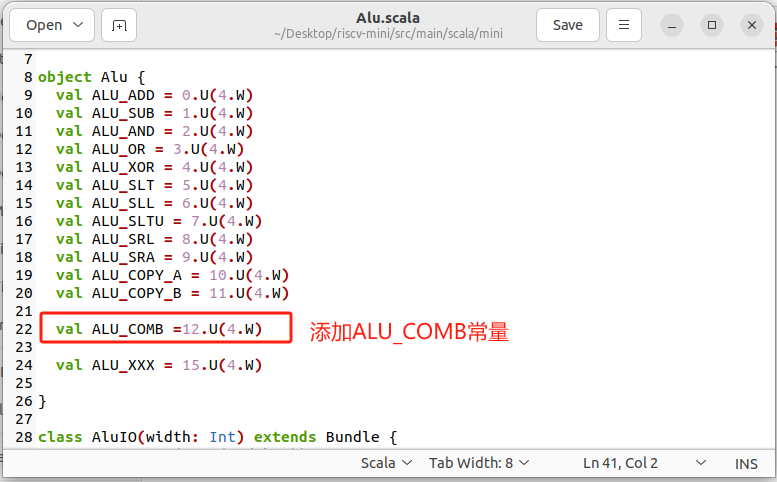 Open
Alu.scala
~/Desktop/riscv-mini/src/main/scala/mini
Save
7
8 object Alu {
9 val ALU_ADD = 0.U(4.W)
10 val ALU_SUB = 1.U(4.W)
11 val ALU_AND = 2.U(4.W)
12 val ALU_OR = 3.U(4.W)
13 val ALU_XOR = 4.U(4.W)
14 val ALU_SLT = 5.U(4.W)
15 val ALU_SLL = 6.U(4.W)
16 val ALU_SLTU = 7.U(4.W)
17 val ALU_SRL = 8.U(4.W)
18 val ALU_SRA = 9.U(4.W)
19 val ALU_COPY_A = 10.U(4.W)
20 val ALU_COPY_B = 11.U(4.W)
21
22 val ALU_COMB =12.U(4.W) 添加ALU_COMB常量
23
24 val ALU_XXX = 15.U(4.W)
25
26 }
27
28 class AluIO(width: Int) extends Bundle {
Scala Tab Width: 8 Ln 41, Col 2 INS